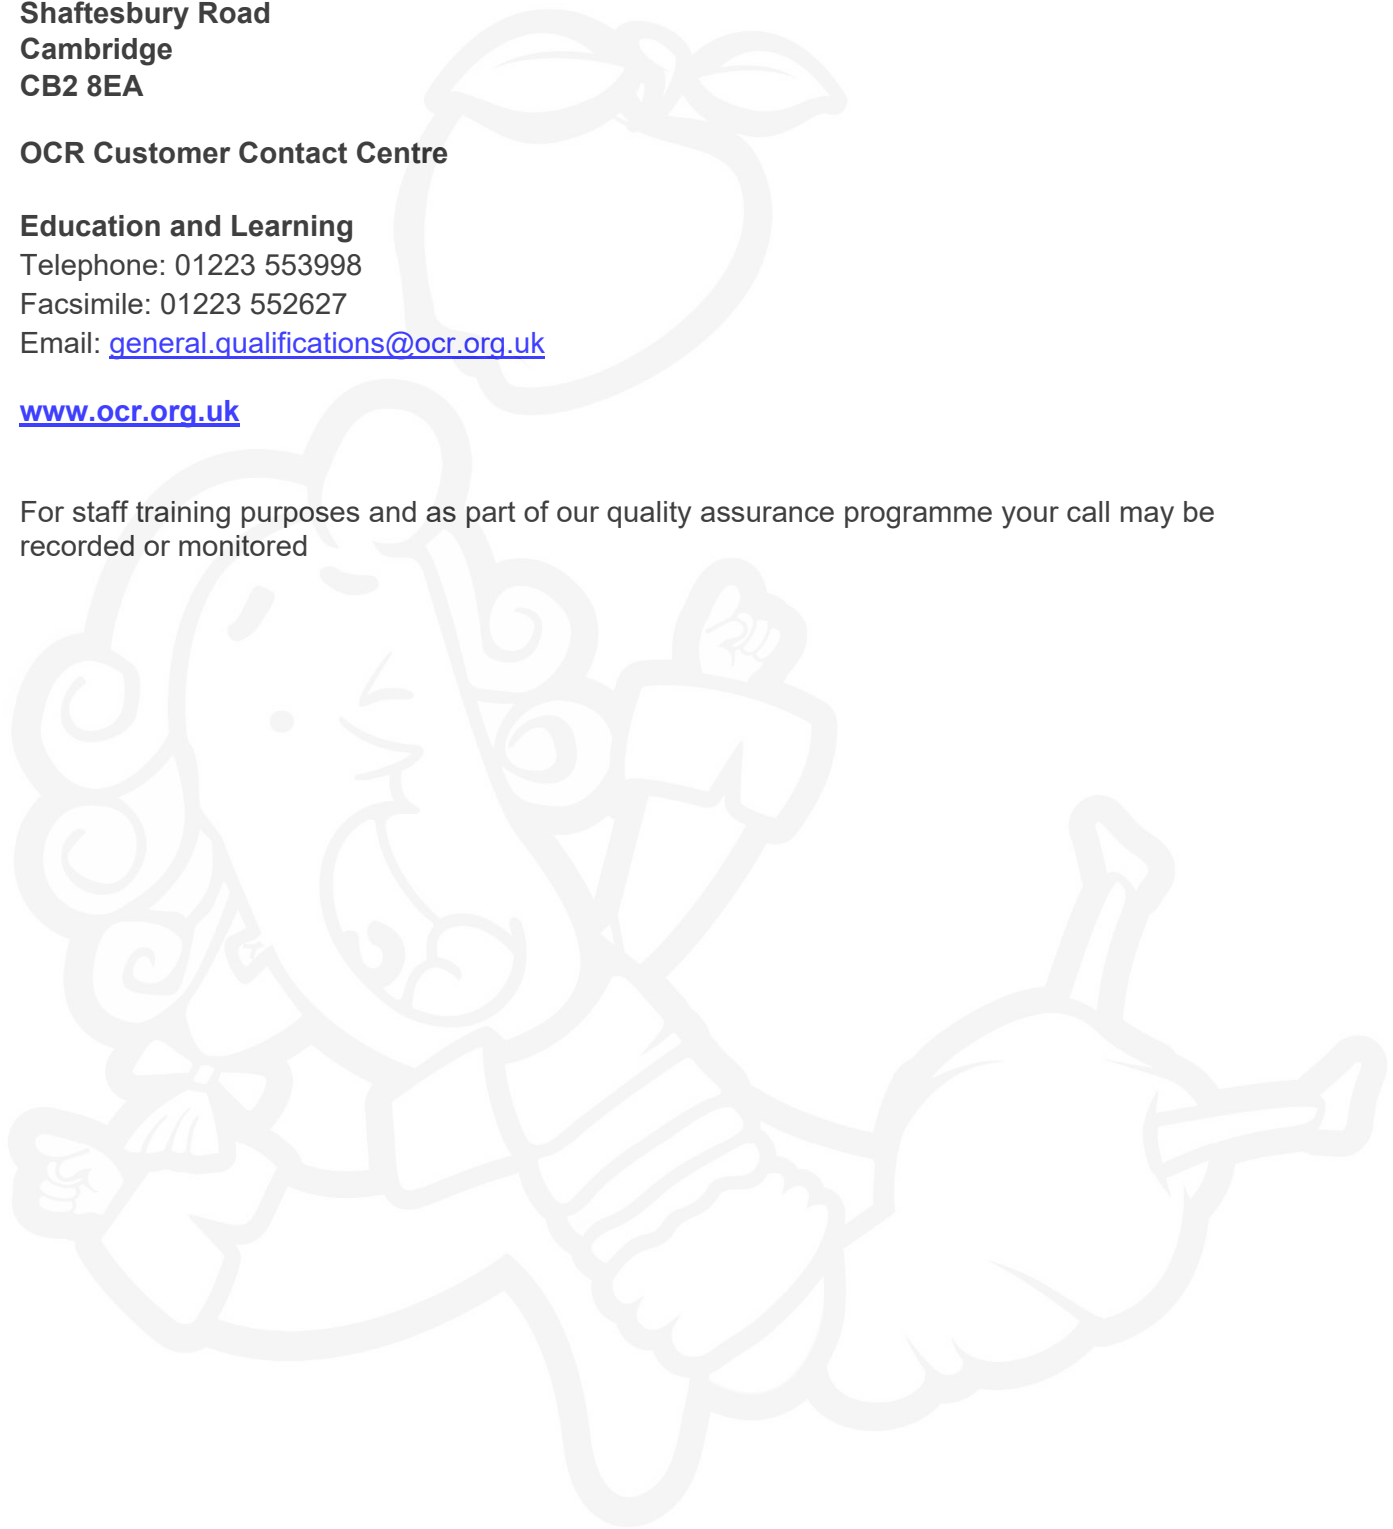 Shaftesbury Road
Cambridge
CB2 8EA
OCR Customer Contact Centre
Education and Learning
Telephone: 01223 553998
Facsimile: 01223 552627
Email: general.qualifications@ocr.org.uk
www.ocr.org.uk
For staff training purposes and as part of our quality assurance programme your call may be
recorded or monitored